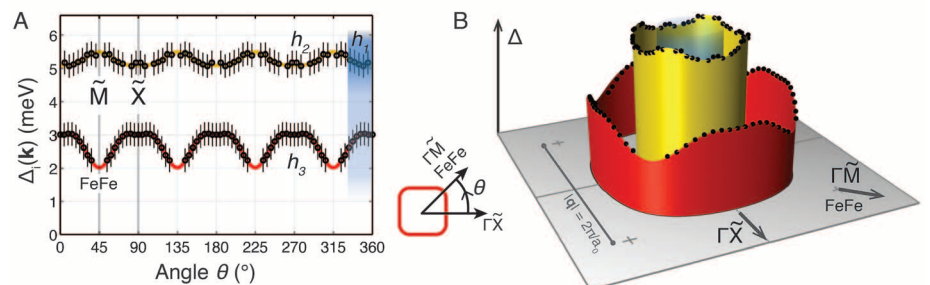 A
Δᵢ(k) (meV)
6
5
4
3
2
1
0
h₂
h₁
M̃
X̃
h₃
FeFe
0 45 90 135 180 225 270 315 360
Angle θ (°)
ΓM̃
FeFe
θ
ΓX̃
B
Δ
|q| = 2π/a₀
ΓX̃
ΓM̃
FeFe